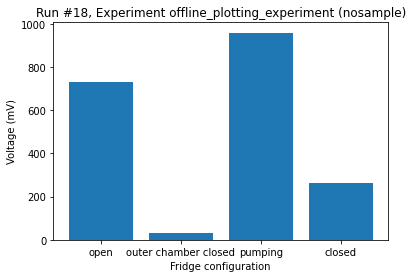 Run #18, Experiment offline_plotting_experiment (nosample)
1000
800
600
400
200
0
Voltage (mV)
open outer chamber closed pumping closed
Fridge configuration